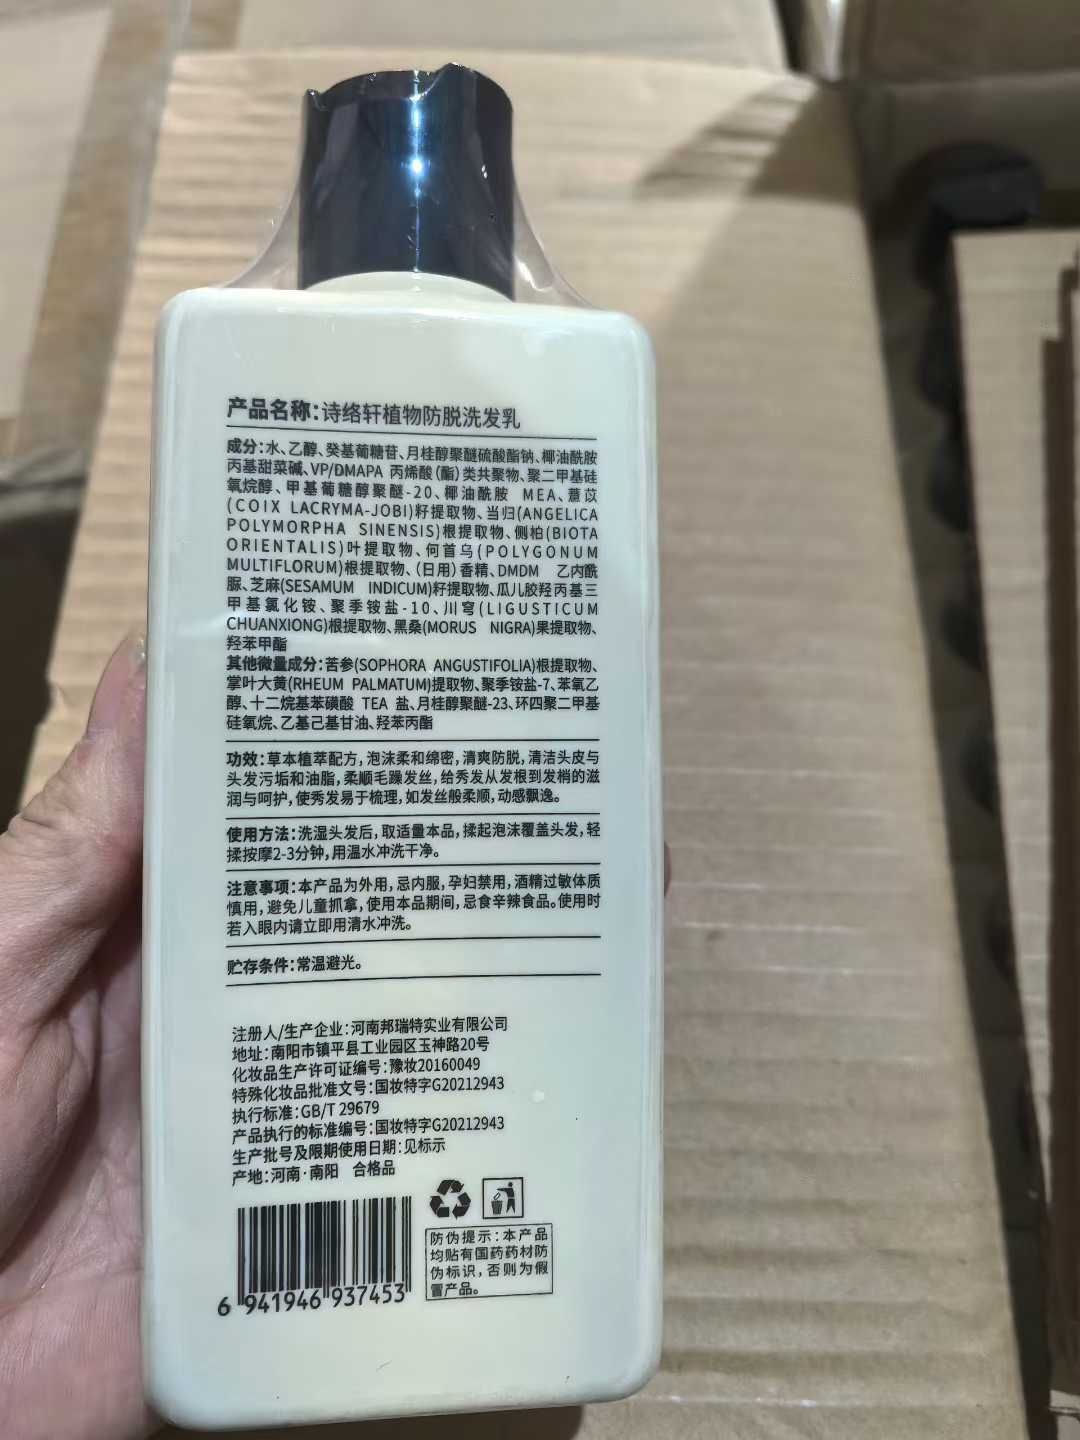 产品名称：诗络轩植物防脱洗发乳
成分：水、乙醇、癸基葡糖苷、月桂醇聚醚硫酸酯钠、椰油酰胺
丙基甜菜碱、VP/DMAPA 丙烯酸（酯）类共聚物、聚二甲基硅
氧烷醇、甲基葡糖醇聚醚-20、椰油酰胺 MEA、薏苡
(COIX LACRYMA-JOBI)籽提取物、当归(ANGELICA
POLYMORPHA SINENSIS)根提取物、侧柏(BIOTA
ORIENTALIS)叶提取物、何首乌(POLYGONUM
MULTIFLORUM)根提取物、（日用）香精、DMDM 乙内酰
脲、芝麻(SESAMUM INDICUM)籽提取物、瓜儿胶羟丙基三
甲基氯化铵、聚季铵盐-10、川穹(LIGUSTICUM
CHUANXIONG)根提取物、黑桑(MORUS NIGRA)果提取物、
羟苯甲酯
其他微量成分：苦参(SOPHORA ANGUSTIFOLIA)根提取物、
掌叶大黄(RHEUM PALMATUM)提取物、聚季铵盐-7、苯氧乙
醇、十二烷基苯磺酸 TEA 盐、月桂醇聚醚-23、环四聚二甲基
硅氧烷、乙基己基甘油、羟苯丙酯
功效：草本植萃配方，泡沫柔和绵密，清爽防脱，清洁头皮与
头发污垢和油脂，柔顺毛躁发丝，给秀发从发根到发梢的滋
润与呵护，使秀发易于梳理，如发丝般柔顺，动感飘逸。
使用方法：洗湿头发后，取适量本品，揉起泡沫覆盖头发，轻
揉按摩2-3分钟，用温水冲洗干净。
注意事项：本产品为外用，忌内服，孕妇禁用，酒精过敏体质
慎用，避免儿童抓拿，使用本品期间，忌食辛辣食品。使用时
若入眼内请立即用清水冲洗。
贮存条件：常温避光。
注册人/生产企业：河南邦瑞特实业有限公司
地址：南阳市镇平县工业园区玉神路20号
化妆品生产许可证编号：豫妆20160049
特殊化妆品批准文号：国妆特字G20212943
执行标准：GB/T 29679
产品执行的标准编号：国妆特字G20212943
生产批号及限期使用日期：见标示
产地：河南·南阳 合格品
防伪提示：本产品
均贴有国药药材防
伪标识，否则为假
冒产品。
6 941946 937453